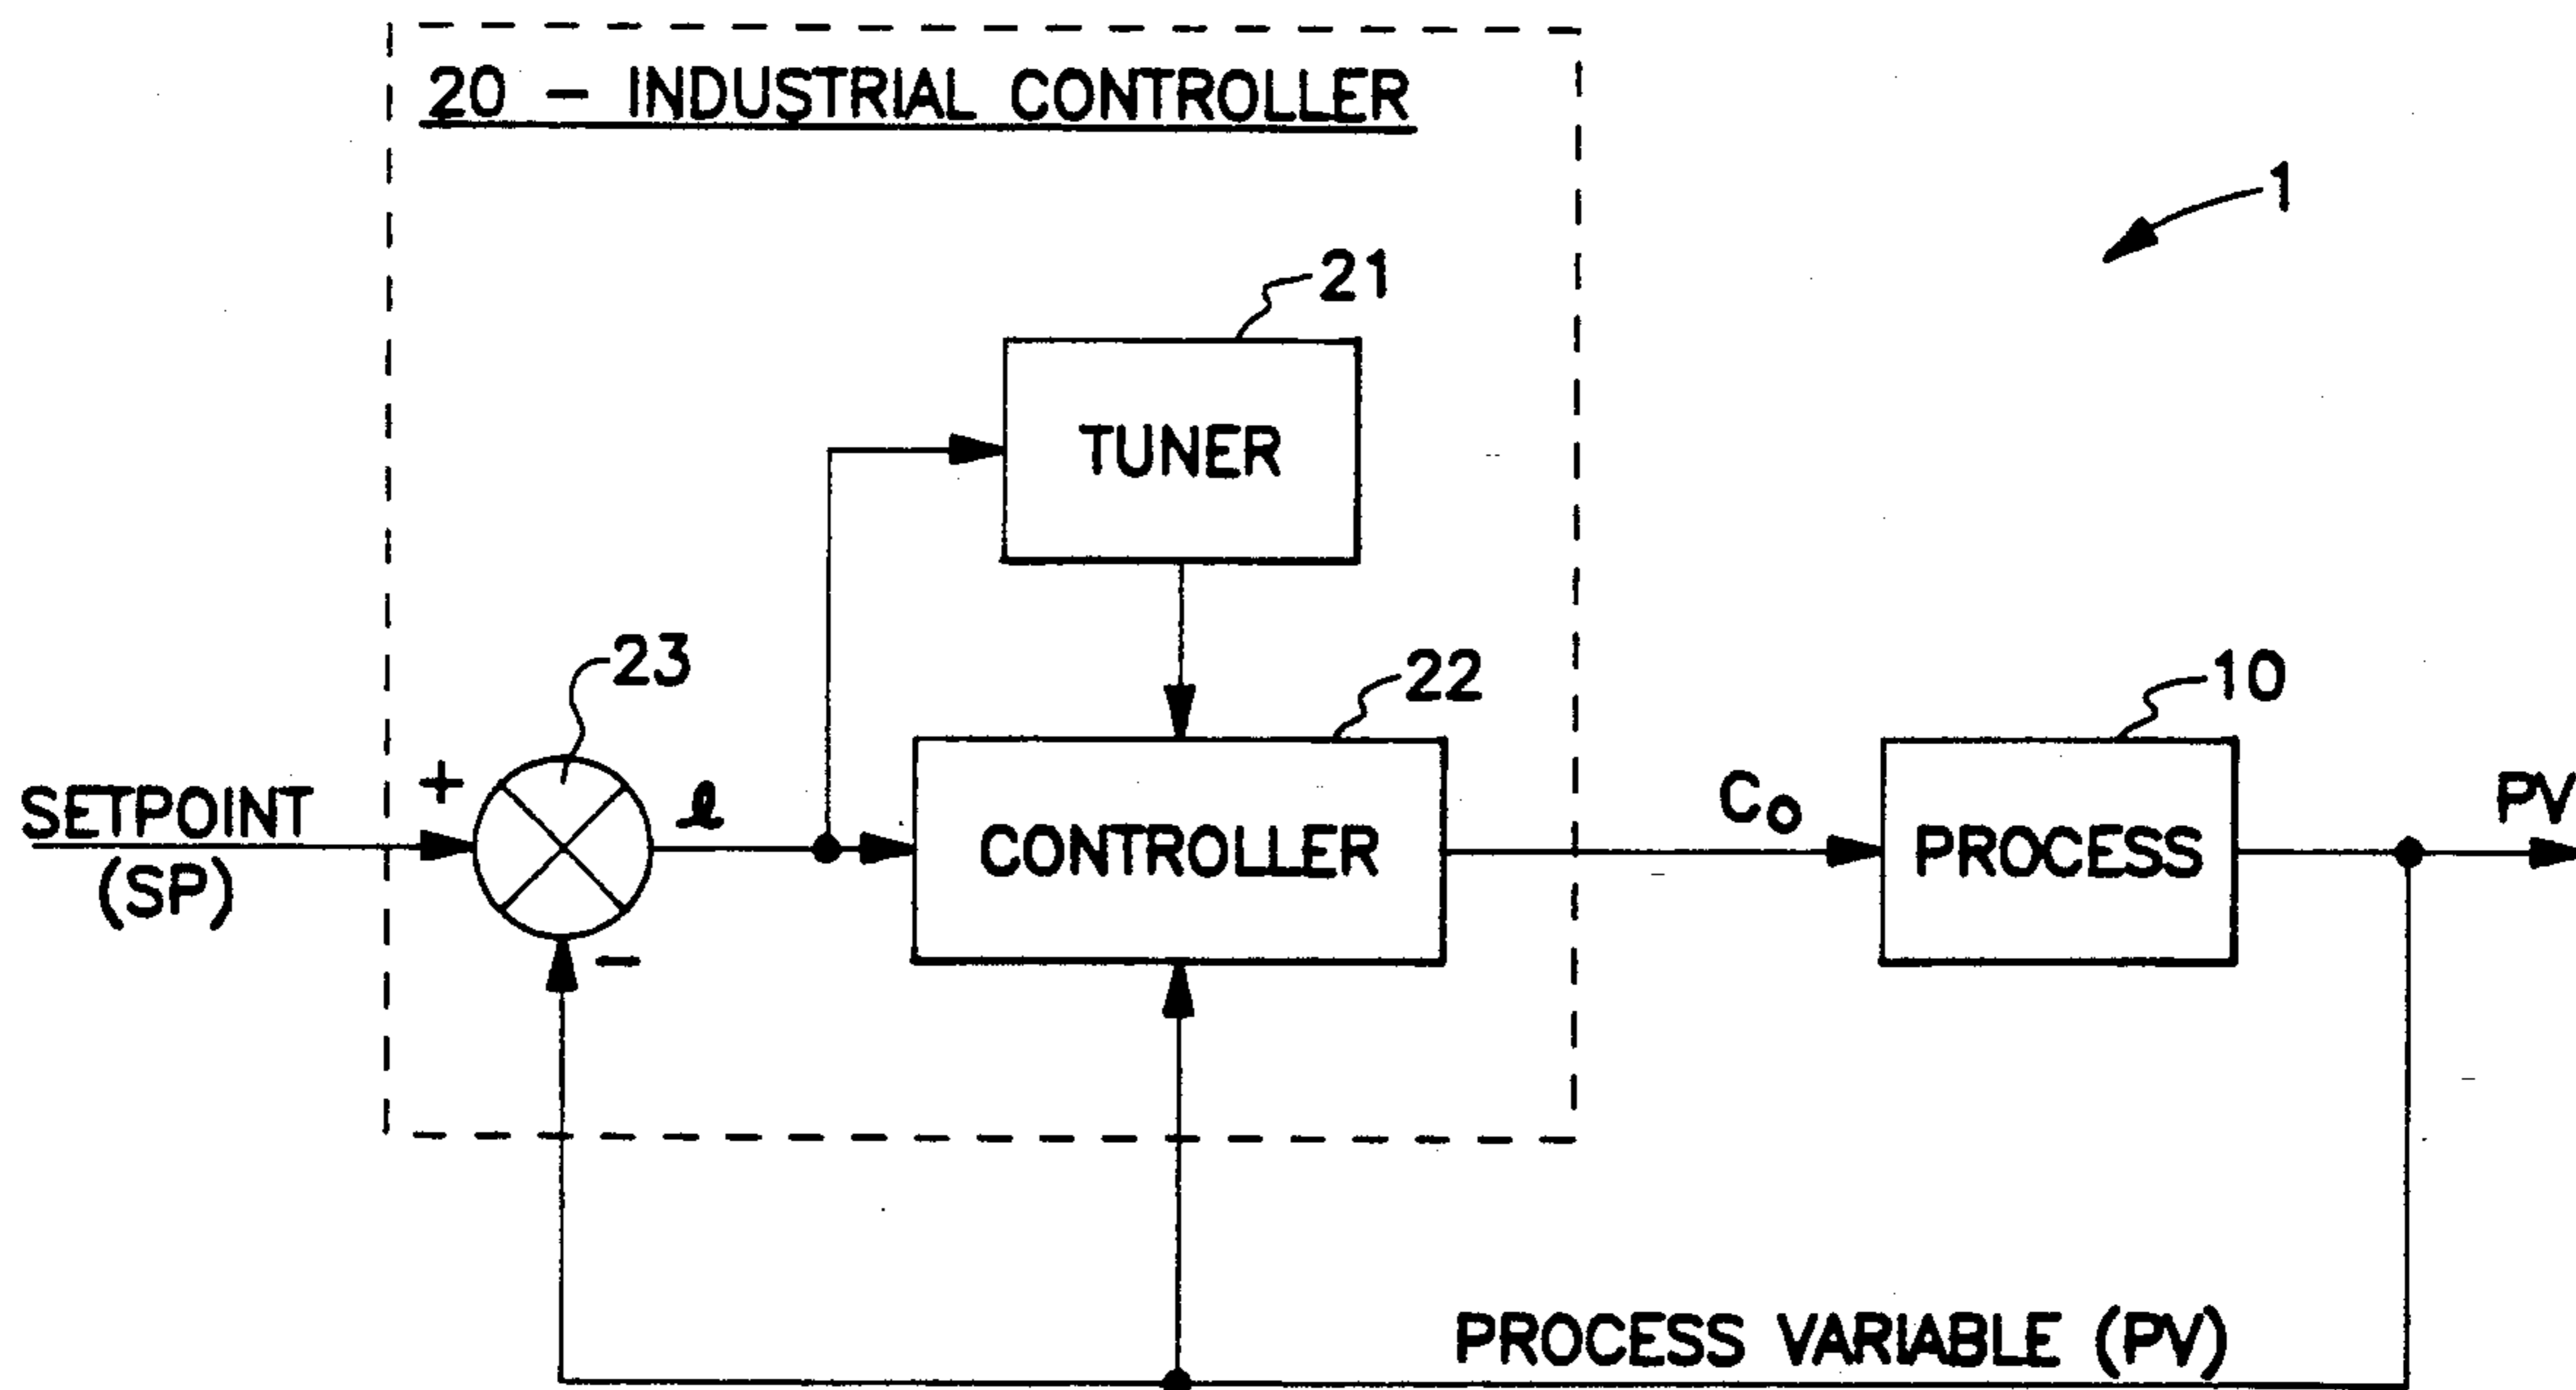 20 - INDUSTRIAL CONTROLLER
1
21
TUNER
23
22
10
+
SETPOINT
(SP)
e
CONTROLLER
Co
PROCESS
PV
-
PROCESS VARIABLE (PV)